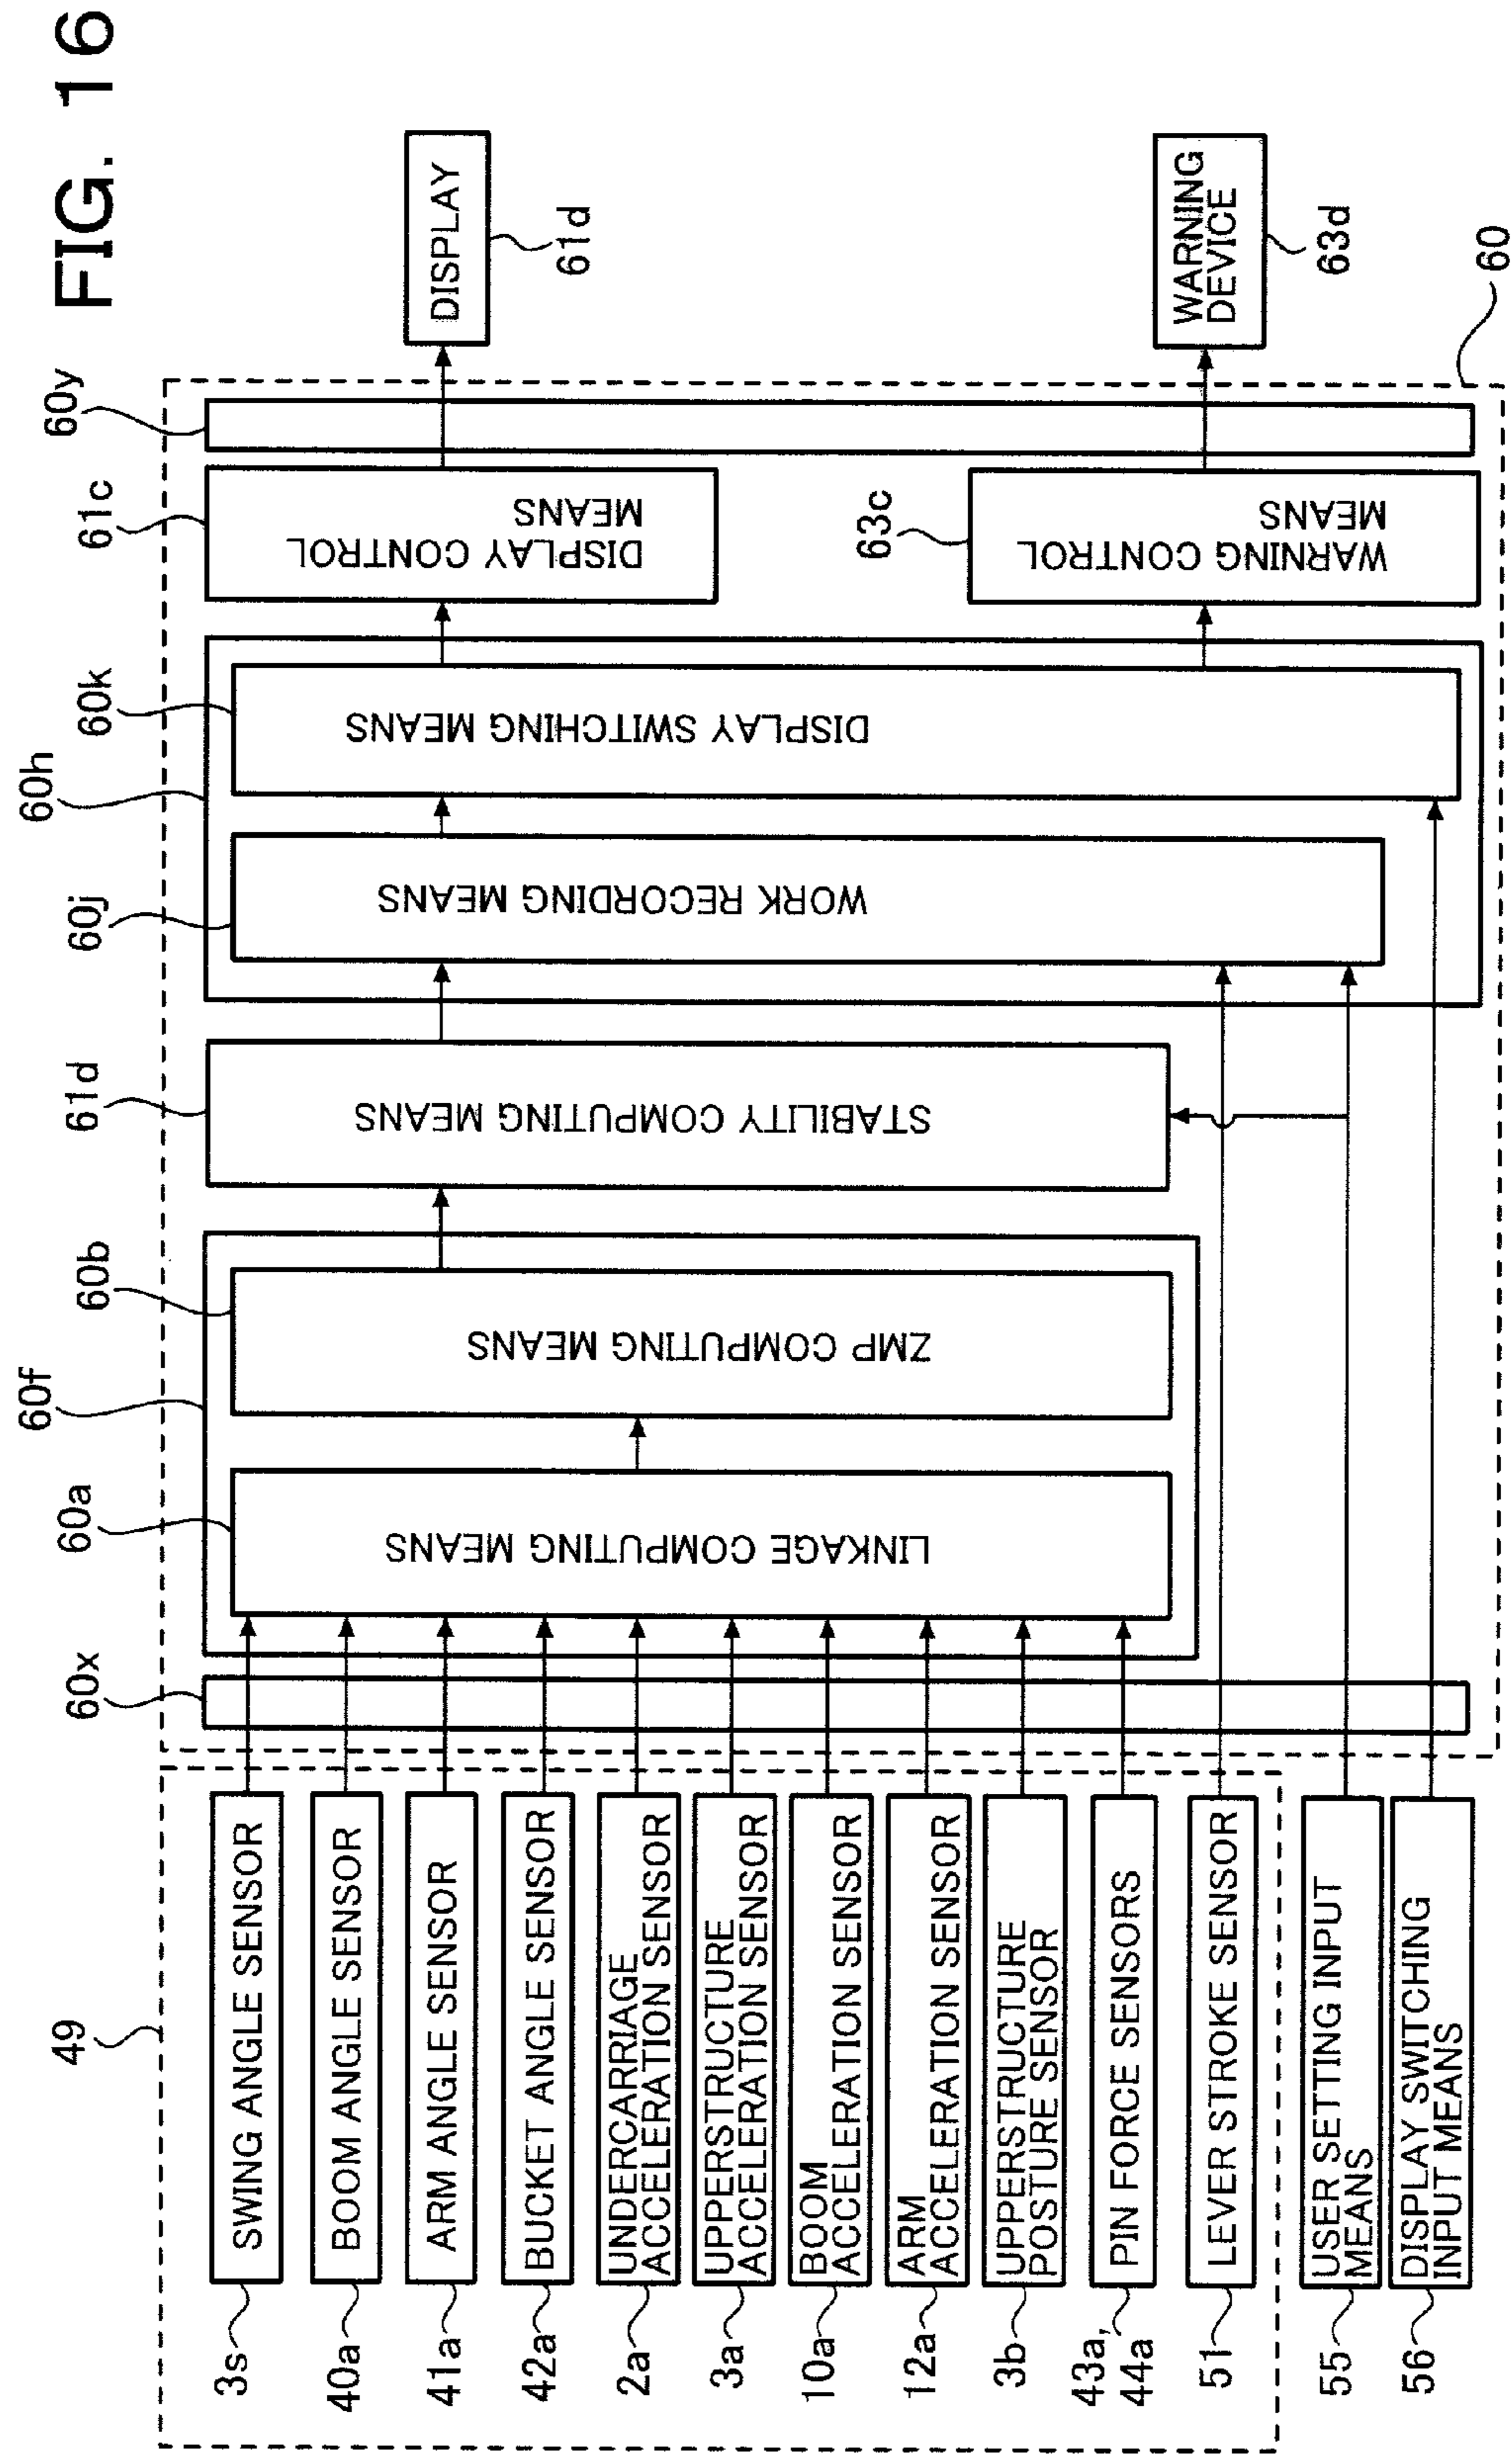 FIG. 16
49
3s
SWING ANGLE SENSOR
40a
BOOM ANGLE SENSOR
41a
ARM ANGLE SENSOR
42a
BUCKET ANGLE SENSOR
2a
UNDERCARRIAGE
ACCELERATION SENSOR
3a
UPPERSTRUCTURE
ACCELERATION SENSOR
10a
BOOM
ACCELERATION SENSOR
12a
ARM
ACCELERATION SENSOR
3b
UPPERSTRUCTURE
POSTURE SENSOR
43a,
44a
PIN FORCE SENSORS
51
LEVER STROKE SENSOR
55
USER SETTING INPUT
MEANS
56
DISPLAY SWITCHING
INPUT MEANS
60x
60f
60a
LINKAGE COMPUTING MEANS
60b
ZMP COMPUTING MEANS
61d
STABILITY COMPUTING MEANS
60h
60j
WORK RECORDING MEANS
60k
DISPLAY SWITCHING MEANS
61c
DISPLAY CONTROL
MEANS
63c
WARNING CONTROL
MEANS
60y
DISPLAY
61d
WARNING
DEVICE
63d
60